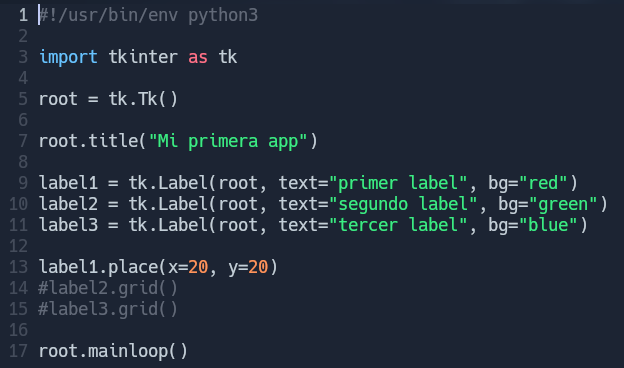 1 #!/usr/bin/env python3
2
3 import tkinter as tk
4
5 root = tk.Tk()
6
7 root.title("Mi primera app")
8
9 label1 = tk.Label(root, text="primer label", bg="red")
10 label2 = tk.Label(root, text="segundo label", bg="green")
11 label3 = tk.Label(root, text="tercer label", bg="blue")
12
13 label1.place(x=20, y=20)
14 #label2.grid()
15 #label3.grid()
16
17 root.mainloop()